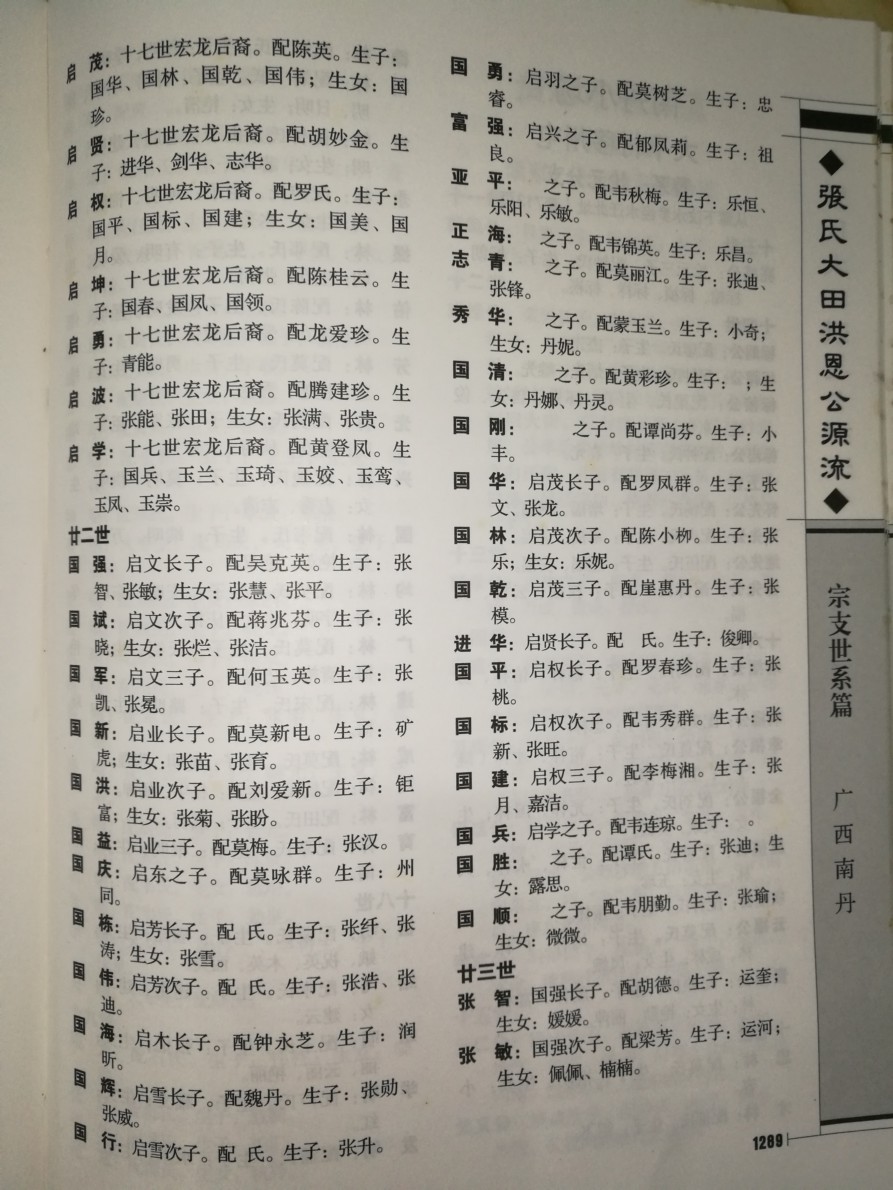 启茂：十七世宏龙后裔。配陈英。生子：
国华、国林、国乾、国伟；生女：国
珍。
启贤：十七世宏龙后裔。配胡妙金。生
子：进华、剑华、志华。
启权：十七世宏龙后裔。配罗氏。生子：
国平、国标、国建；生女：国美、国
月。
启坤：十七世宏龙后裔。配陈桂云。生
子：国春、国凤、国领。
启勇：十七世宏龙后裔。配龙爱珍。生
子：青能。
启波：十七世宏龙后裔。配腾建珍。生
子：张能、张田；生女：张满、张贵。
启学：十七世宏龙后裔。配黄登凤。生
子：国兵、玉兰、玉琦、玉姣、玉鸾、
玉凤、玉崇。
廿二世
国强：启文长子。配吴克英。生子：张
智、张敏；生女：张慧、张平。
国斌：启文次子。配蒋兆芬。生子：张
晓；生女：张烂、张洁。
国军：启文三子。配何玉英。生子：张
凯、张冕。
国新：启业长子。配莫新电。生子：矿
虎；生女：张苗、张育。
国洪：启业次子。配刘爱新。生子：钜
富；生女：张菊、张盼。
国益：启业三子。配莫梅。生子：张汉。
国庆：启东之子。配莫咏群。生子：州
同。
国栋：启芳长子。配 氏。生子：张纤、张
涛；生女：张雪。
国伟：启芳次子。配 氏。生子：张浩、张
迪。
国海：启木长子。配钟永芝。生子：润
昕。
国辉：启雪长子。配魏丹。生子：张勋、
张威。
国行：启雪次子。配 氏。生子：张升。
国勇：启羽之子。配莫树芝。生子：忠
睿。
富强：启兴之子。配郁凤莉。生子：祖
良。
亚平： 之子。配韦秋梅。生子：乐恒、
乐阳、乐敏。
正海： 之子。配韦锦英。生子：乐昌。
志青： 之子。配莫丽江。生子：张迪、
张锋。
秀华： 之子。配蒙玉兰。生子：小奇；
生女：丹妮。
国清： 之子。配黄彩珍。生子： ；生
女：丹娜、丹灵。
国刚： 之子。配谭尚芬。生子：小
丰。
国华：启茂长子。配罗凤群。生子：张
文、张龙。
国林：启茂次子。配陈小柳。生子：张
乐；生女：乐妮。
国乾：启茂三子。配崖惠丹。生子：张
模。
进华：启贤长子。配 氏。生子：俊卿。
国平：启权长子。配罗春珍。生子：张
桃。
国标：启权次子。配韦秀群。生子：张
新、张旺。
国建：启权三子。配李梅湘。生子：张
月、嘉洁。
国兵：启学之子。配韦连琼。生子： 。
国胜： 之子。配谭氏。生子：张迪；生
女：露思。
国顺： 之子。配韦朋勤。生子：张瑜；
生女：微微。
廿三世
张智：国强长子。配胡德。生子：运奎；
生女：媛媛。
张敏：国强次子。配梁芳。生子：运河；
生女：佩佩、楠楠。
◆张氏大田洪恩公源流◆
宗支世系篇
广西南丹
1289